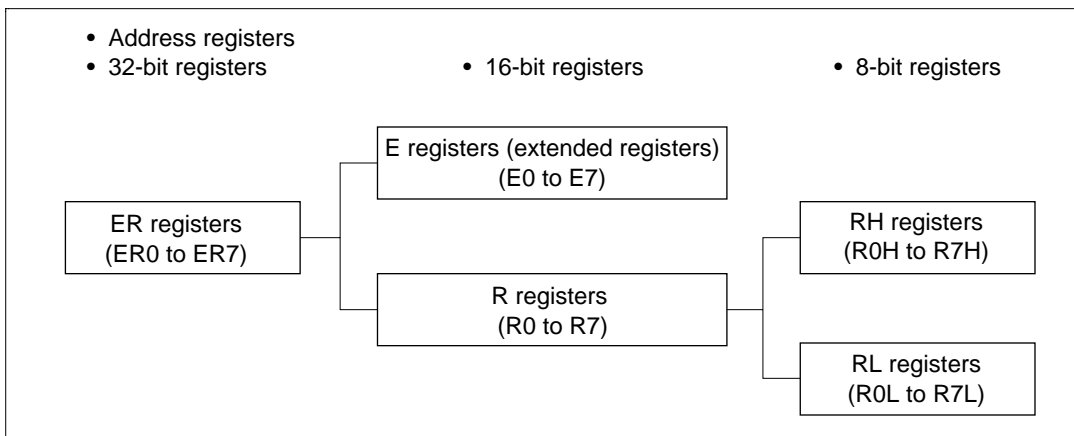 • Address registers
• 32-bit registers
• 16-bit registers
• 8-bit registers
E registers (extended registers)
(E0 to E7)
ER registers
(ER0 to ER7)
RH registers
(R0H to R7H)
R registers
(R0 to R7)
RL registers
(R0L to R7L)